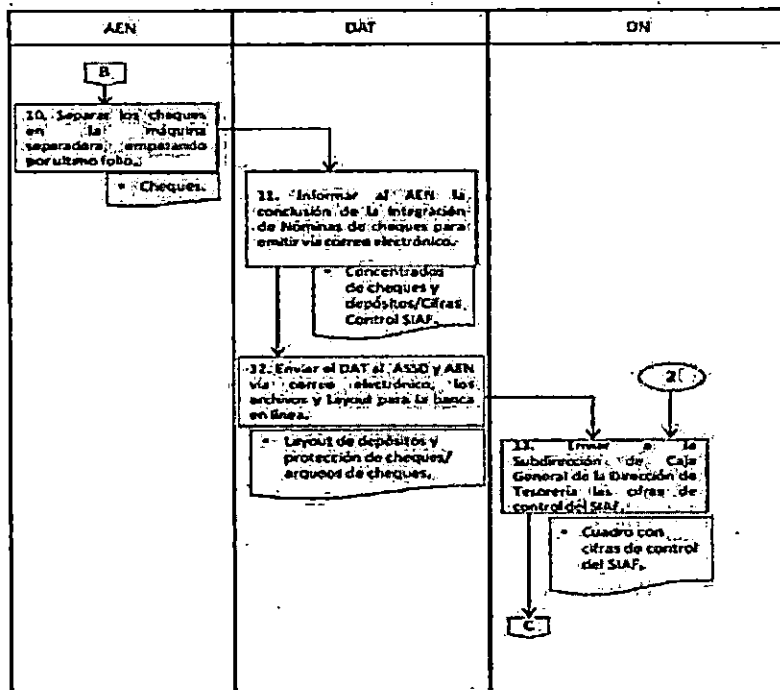 AEN
DAT
DN
B
10. Separar los cheques
en la máquina
separadora, empezando
por ultimo folio.
• Cheques.
11. Informar al AEN la
conclusión de la integración
de Nóminas de cheques para
emitir vía correo electrónico.
• Concentrados
de cheques y
depósitos/Cifras
Control SIAF.
12. Enviar el DAT al ASSD y AEN
vía correo electrónico, los
archivos y Layout para la banca
en línea.
• Layout de depósitos y
protección de cheques/
arqueos de cheques.
2
13. Enviar a la
Subdirección de Caja
General de la Dirección de
Tesorería las cifras de
control del SIAF.
• Cuadro con
cifras de control
del SIAF.
C